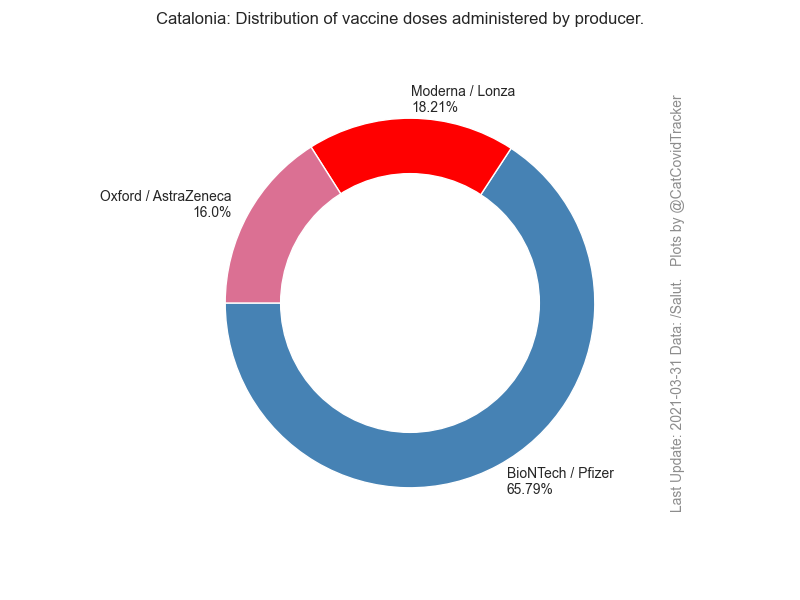 Catalonia: Distribution of vaccine doses administered by producer.
Moderna / Lonza
18.21%
Oxford / AstraZeneca
16.0%
BioNTech / Pfizer
65.79%
Last Update: 2021-03-31 Data: /Salut.   Plots by @CatCovidTracker